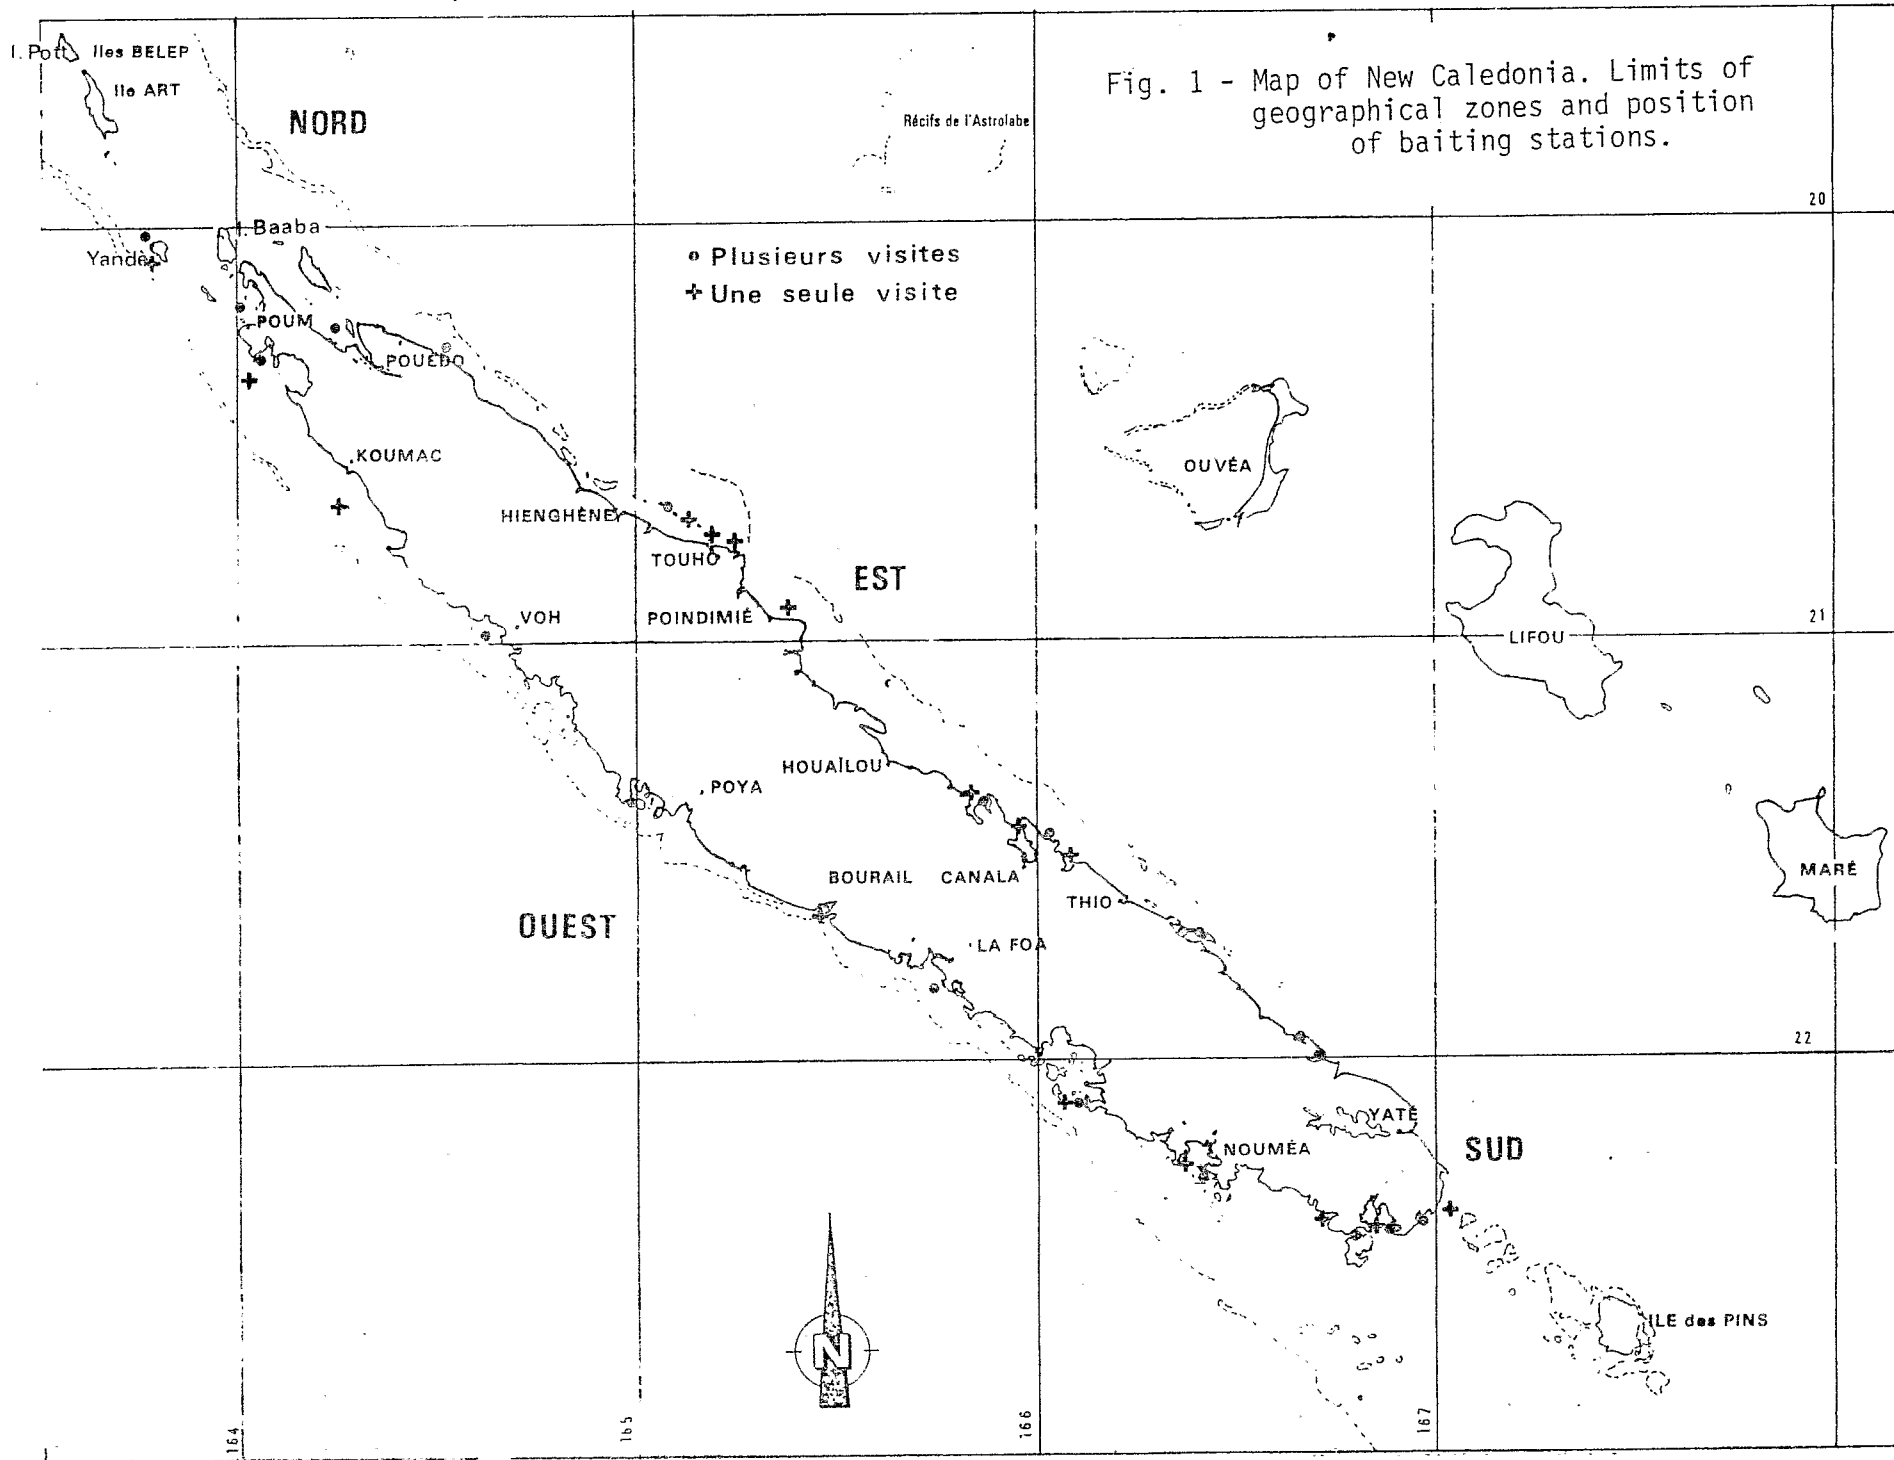 Fig. 1 - Map of New Caledonia. Limits of
geographical zones and position
of baiting stations.
I. Pott
Iles BELEP
Ile ART
NORD
Récifs de l'Astrolabe
20
I. Baaba
Yandé
Plusieurs visites
Une seule visite
POUM
POUÉDO
KOUMAC
OUVÉA
HIENGHÈNE
TOUHO
EST
VOH
POINDIMIÉ
21
LIFOU
HOUAÏLOU
POYA
BOURAIL
CANALA
MARÉ
THIO
OUEST
LA FOA
22
YATÉ
NOUMÉA
SUD
ILE des PINS
N
164
165
166
167